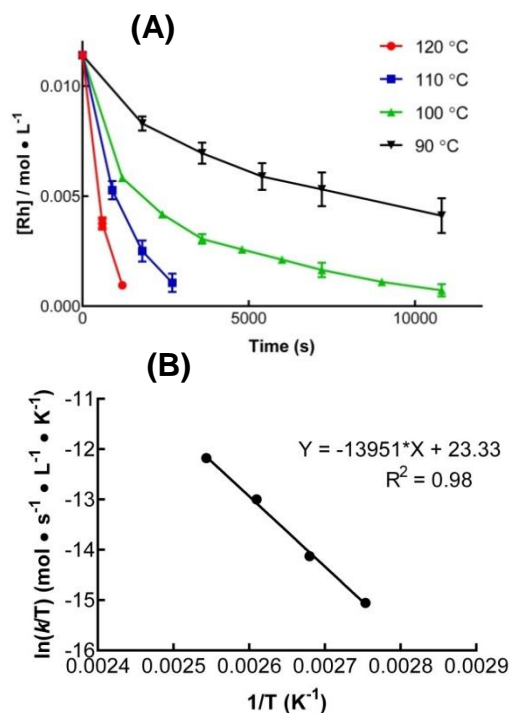 (A)
120 °C
110 °C
100 °C
90 °C
[Rh] / mol • L⁻¹
0.010
0.005
0.000
0
5000
10000
Time (s)
(B)
ln(k/T) (mol • s⁻¹ • L⁻¹ • K⁻¹)
-11
-12
-13
-14
-15
-16
Y = -13951*X + 23.33
R² = 0.98
0.0024 0.0025 0.0026 0.0027 0.0028 0.0029
1/T (K⁻¹)